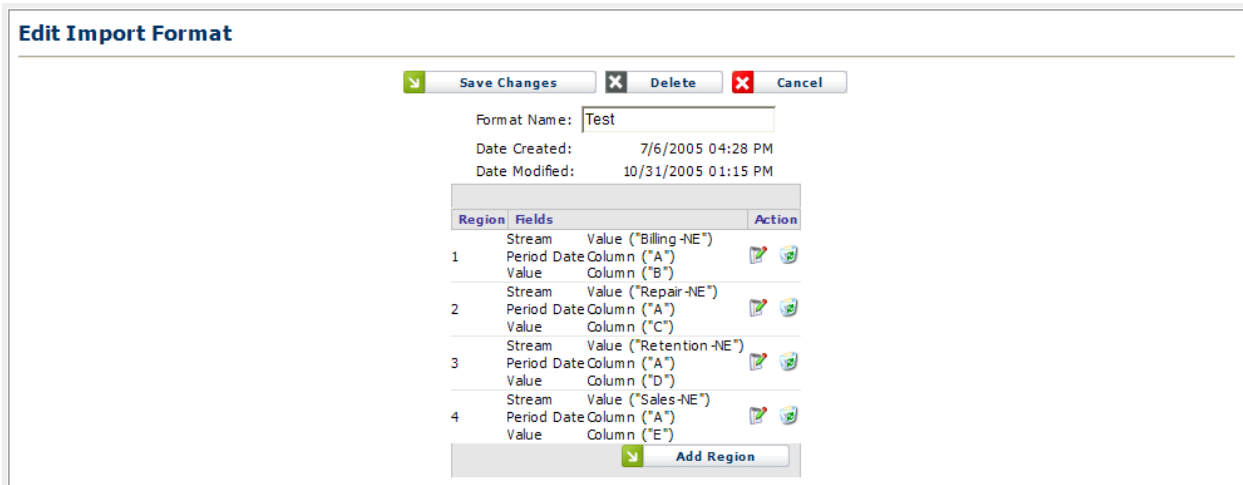 Edit Import Format
Save Changes Delete Cancel
Format Name: Test
Date Created: 7/6/2005 04:28 PM
Date Modified: 10/31/2005 01:15 PM
Region Fields Action
Stream Value ("Billing-NE")
1 Period Date Column ("A")
Value Column ("B")
Stream Value ("Repair-NE")
2 Period Date Column ("A")
Value Column ("C")
Stream Value ("Retention-NE")
3 Period Date Column ("A")
Value Column ("D")
Stream Value ("Sales-NE")
4 Period Date Column ("A")
Value Column ("E")
Add Region